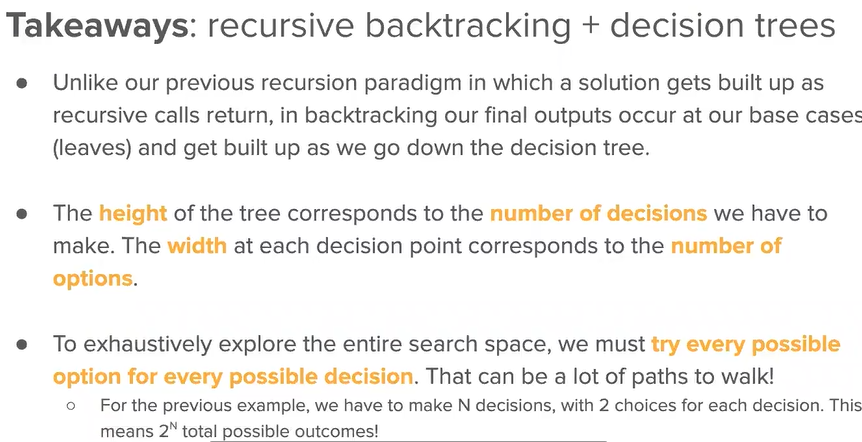 Takeaways: recursive backtracking + decision trees
● Unlike our previous recursion paradigm in which a solution gets built up as
recursive calls return, in backtracking our final outputs occur at our base cases
(leaves) and get built up as we go down the decision tree.
● The height of the tree corresponds to the number of decisions we have to
make. The width at each decision point corresponds to the number of
options.
● To exhaustively explore the entire search space, we must try every possible
option for every possible decision. That can be a lot of paths to walk!
○ For the previous example, we have to make N decisions, with 2 choices for each decision. This
means 2ᴺ total possible outcomes!